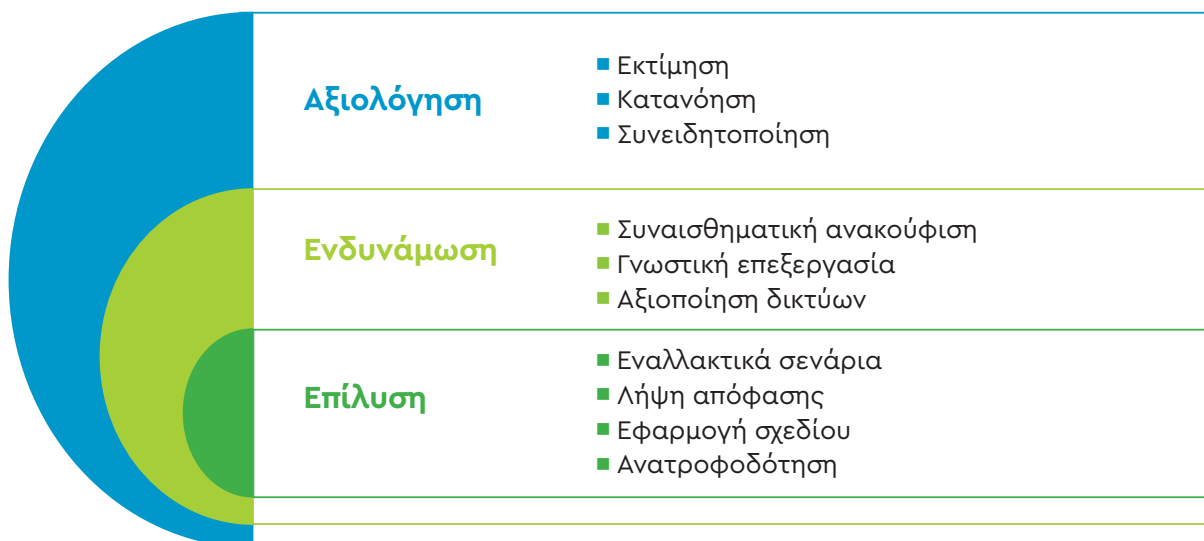 Αξιολόγηση
Εκτίμηση
Κατανόηση
Συνειδητοποίηση
Ενδυνάμωση
Συναισθηματική ανακούφιση
Γνωστική επεξεργασία
Αξιοποίηση δικτύων
Επίλυση
Εναλλακτικά σενάρια
Λήψη απόφασης
Εφαρμογή σχεδίου
Ανατροφοδότηση